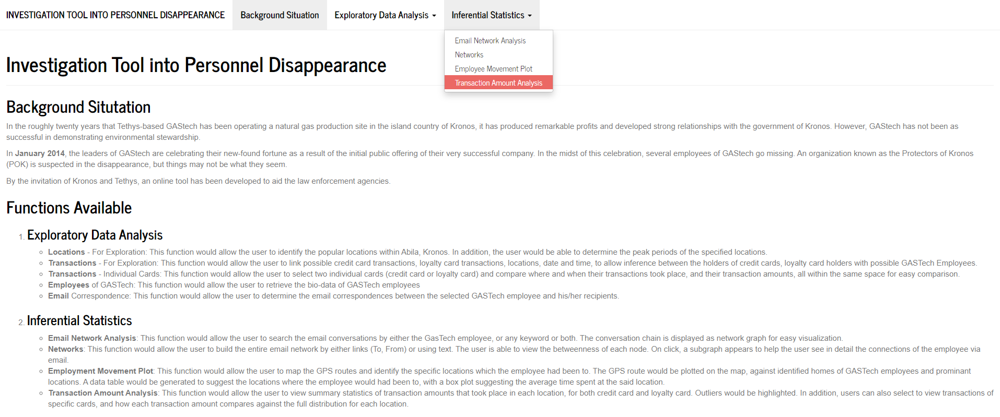 INVESTIGATION TOOL INTO PERSONNEL DISAPPEARANCE
Background Situation
Exploratory Data Analysis
Inferential Statistics
Email Network Analysis
Networks
Employee Movement Plot
Transaction Amount Analysis
Investigation Tool into Personnel Disappearance
Background Situtation
In the roughly twenty years that Tethys-based GAStech has been operating a natural gas production site in the island country of Kronos, it has produced remarkable profits and developed strong relationships with the government of Kronos. However, GAStech has not been as
successful in demonstrating environmental stewardship.
In January 2014, the leaders of GAStech are celebrating their new-found fortune as a result of the initial public offering of their very successful company. In the midst of this celebration, several employees of GAStech go missing. An organization known as the Protectors of Kronos
(POK) is suspected in the disappearance, but things may not be what they seem.
By the invitation of Kronos and Tethys, an online tool has been developed to aid the law enforcement agencies.
Functions Available
1. Exploratory Data Analysis
Locations - For Exploration: This function would allow the user to identify the popular locations within Abila, Kronos. In addition, the user would be able to determine the peak periods of the specified locations.
Transactions - For Exploration: This function would allow the user to link possible credit card transactions, loyalty card transactions, locations, date and time, to allow inference between the holders of credit cards, loyalty card holders with possible GASTech Employees.
Transactions - Individual Cards: This function would allow the user to select two individual cards (credit card or loyalty card) and compare where and when their transactions took place, and their transaction amounts, all within the same space for easy comparison.
Employees of GASTech: This function would allow the user to retrieve the bio-data of GASTech employees
Email Correspondence: This function would allow the user to determine the email correspondences between the selected GASTech employee and his/her recipients.
2. Inferential Statistics
Email Network Analysis: This function would allow the user to search the email conversations by either the GasTech employee, or any keyword or both. The conversation chain is displayed as network graph for easy visualization.
Networks: This function would allow the user to build the entire email network by either links (To, From) or using text. The user is able to view the betweenness of each node. On click, a subgraph appears to help the user see in detail the connections of the employee via
email.
Employment Movement Plot: This function would allow the user to map the GPS routes and identify the specific locations which the employee had been to. The GPS route would be plotted on the map, against identified homes of GASTech employees and prominant
locations. A data table would be generated to suggest the locations where the employee would had been to, with a box plot suggesting the average time spent at the said location.
Transaction Amount Analysis: This function would allow the user to view summary statistics of transaction amounts that took place in each location, for both credit card and loyalty card. Outliers would be highlighted. In addition, users can also select to view transactions of
specific cards, and how each transaction amount compares against the full distribution for each location.